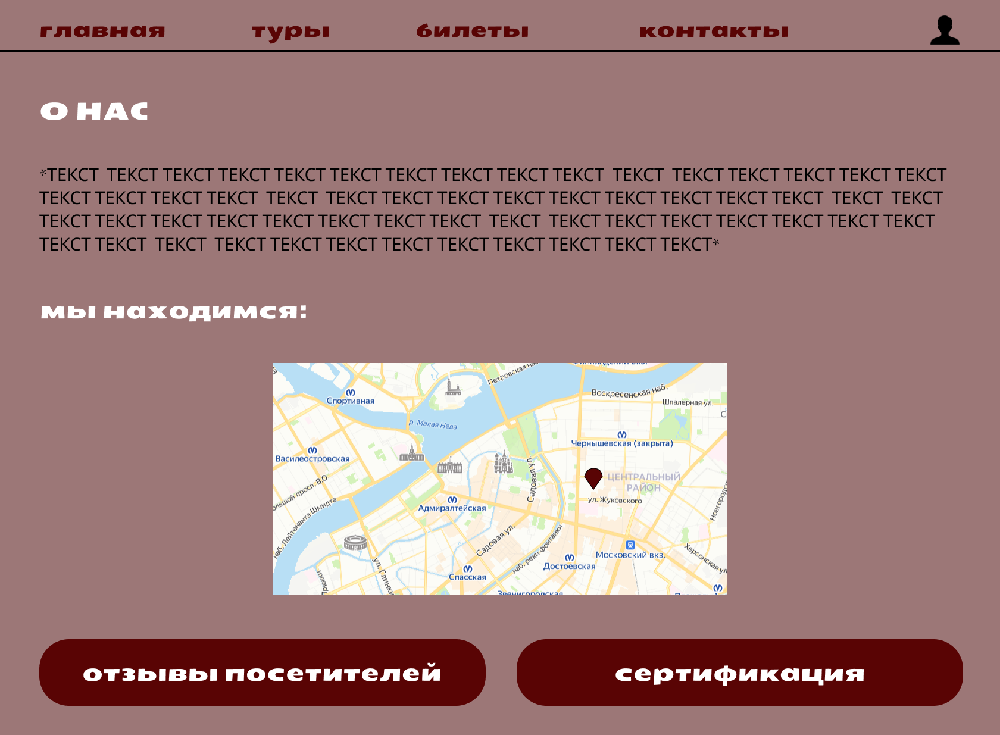 главная туры билеты контакты
О НАС
*ТЕКСТ ТЕКСТ ТЕКСТ ТЕКСТ ТЕКСТ ТЕКСТ ТЕКСТ ТЕКСТ ТЕКСТ ТЕКСТ ТЕКСТ ТЕКСТ ТЕКСТ ТЕКСТ ТЕКСТ ТЕКСТ
ТЕКСТ ТЕКСТ ТЕКСТ ТЕКСТ ТЕКСТ ТЕКСТ ТЕКСТ ТЕКСТ ТЕКСТ ТЕКСТ ТЕКСТ ТЕКСТ ТЕКСТ ТЕКСТ ТЕКСТ ТЕКСТ
ТЕКСТ ТЕКСТ ТЕКСТ ТЕКСТ ТЕКСТ ТЕКСТ ТЕКСТ ТЕКСТ ТЕКСТ ТЕКСТ ТЕКСТ ТЕКСТ ТЕКСТ ТЕКСТ ТЕКСТ ТЕКСТ
ТЕКСТ ТЕКСТ ТЕКСТ ТЕКСТ ТЕКСТ ТЕКСТ ТЕКСТ ТЕКСТ ТЕКСТ ТЕКСТ ТЕКСТ ТЕКСТ*
мы находимся:
Петровская наб
Финляндский вкз.
Воскресенская наб.
Спортивная
Шпалерная ул.
р. Малая Нева
Чернышевская (закрыта)
Василеостровская
Садовая ул.
ЦЕНТРАЛЬНЫЙ
РАЙОН
ольшой просп. В.О.
ул. Жуковского
Новгородск
Адмиралтейская
наб. Лейтенанта Шмидта
Садовая ул.
наб. реки Фонтанки
Московский вкз.
Херсонская ул
Достоевская
ул. Глинки
Спасская
Пряжки
Звенигородская
отзывы посетителей
сертификация